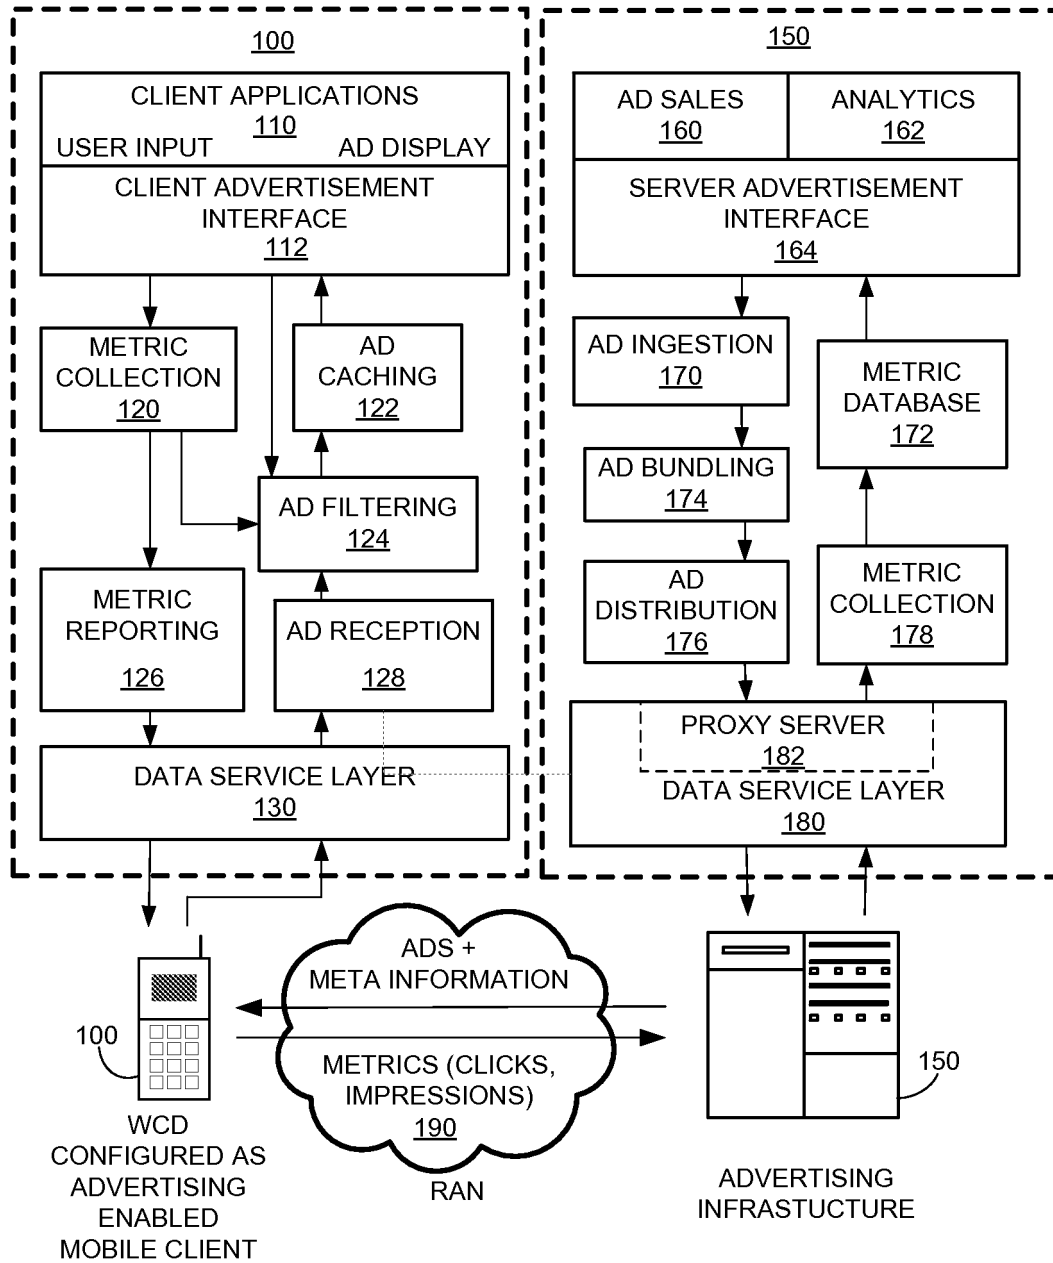 100
CLIENT APPLICATIONS
110
USER INPUT
AD DISPLAY
CLIENT ADVERTISEMENT
INTERFACE
112
METRIC
COLLECTION
120
AD
CACHING
122
AD FILTERING
124
METRIC
REPORTING
126
AD RECEPTION
128
DATA SERVICE LAYER
130
150
AD SALES
160
ANALYTICS
162
SERVER ADVERTISEMENT
INTERFACE
164
AD INGESTION
170
METRIC
DATABASE
172
AD BUNDLING
174
AD
DISTRIBUTION
176
METRIC
COLLECTION
178
PROXY SERVER
182
DATA SERVICE LAYER
180
ADS +
META INFORMATION
METRICS (CLICKS,
IMPRESSIONS)
190
RAN
100
WCD
CONFIGURED AS
ADVERTISING
ENABLED
MOBILE CLIENT
150
ADVERTISING
INFRASTUCTURE